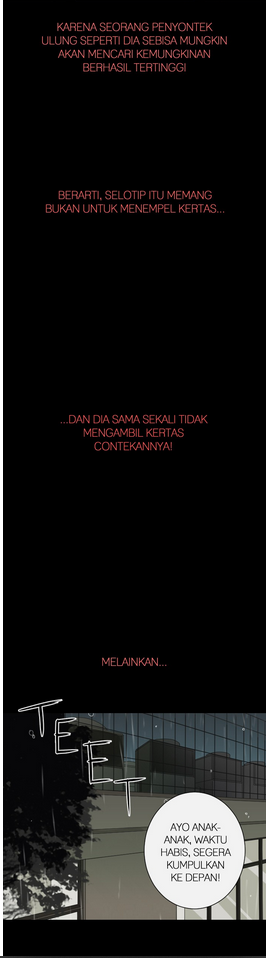 KARENA SEORANG PENYONTEK
ULUNG SEPERTI DIA SEBISA MUNGKIN
AKAN MENCARI KEMUNGKINAN
BERHASIL TERTINGGI
BERARTI, SELOTIP ITU MEMANG
BUKAN UNTUK MENEMPEL KERTAS...
...DAN DIA SAMA SEKALI TIDAK
MENGAMBIL KERTAS
CONTEKANNYA!
MELAINKAN...
TEET
AYO ANAK-
ANAK, WAKTU
HABIS, SEGERA
KUMPULKAN
KE DEPAN!